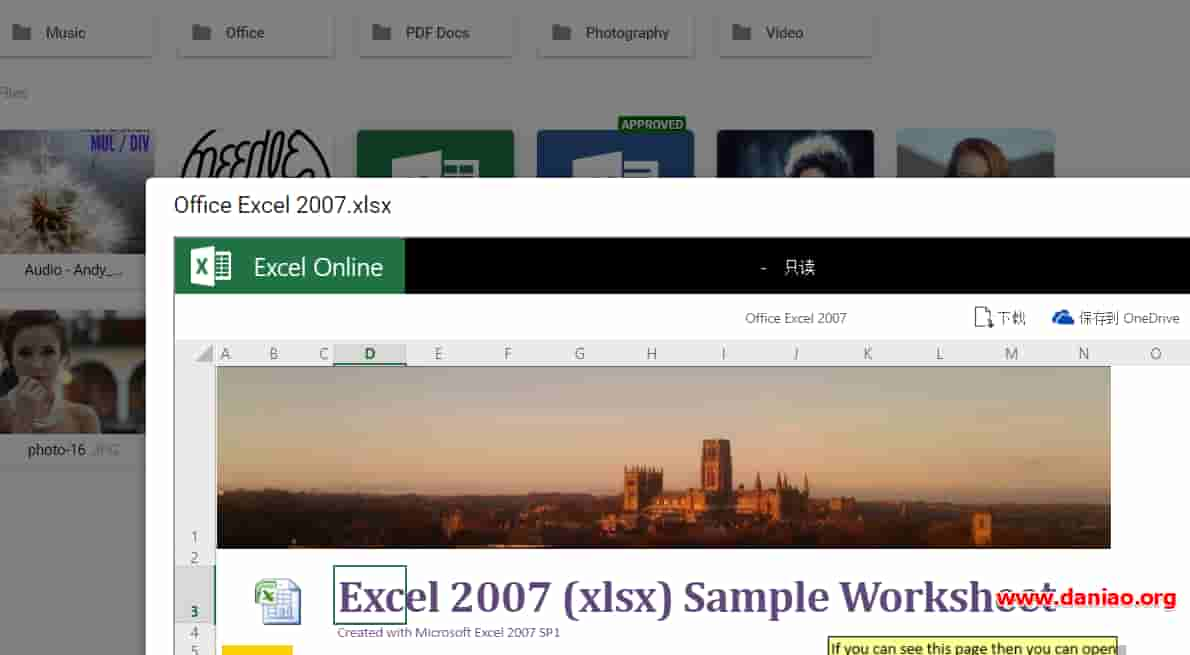 Music
Office
PDF Docs
Photography
Video
Files
MUL / DIV
needle
APPROVED
Office Excel 2007.xlsx
Excel Online
- 只读
Audio - Andy_...
Office Excel 2007
下载
保存到 OneDrive
A B C D E F G H I J K L M N O
photo-16 .JPG
1
2
3
Excel 2007 (xlsx) Sample
www.daniao.org
4
Created with Microsoft Excel 2007 SP1
5
If you can see this page then you can open